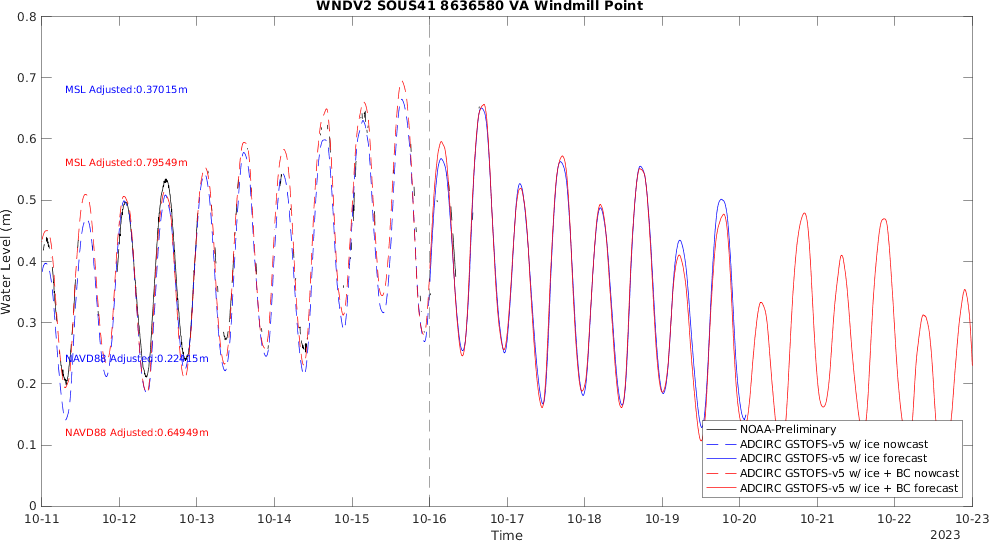 WNDV2 SOUS41 8636580 VA Windmill Point
0.8
0.7
0.6
0.5
0.4
0.3
0.2
0.1
0
Water Level (m)
MSL Adjusted:0.37015m
MSL Adjusted:0.79549m
NAVD88 Adjusted:0.22415m
NAVD88 Adjusted:0.64949m
NOAA-Preliminary
ADCIRC GSTOFS-v5 w/ ice nowcast
ADCIRC GSTOFS-v5 w/ ice forecast
ADCIRC GSTOFS-v5 w/ ice + BC nowcast
ADCIRC GSTOFS-v5 w/ ice + BC forecast
10-11 10-12 10-13 10-14 10-15 10-16 10-17 10-18 10-19 10-20 10-21 10-22 10-23
Time
2023